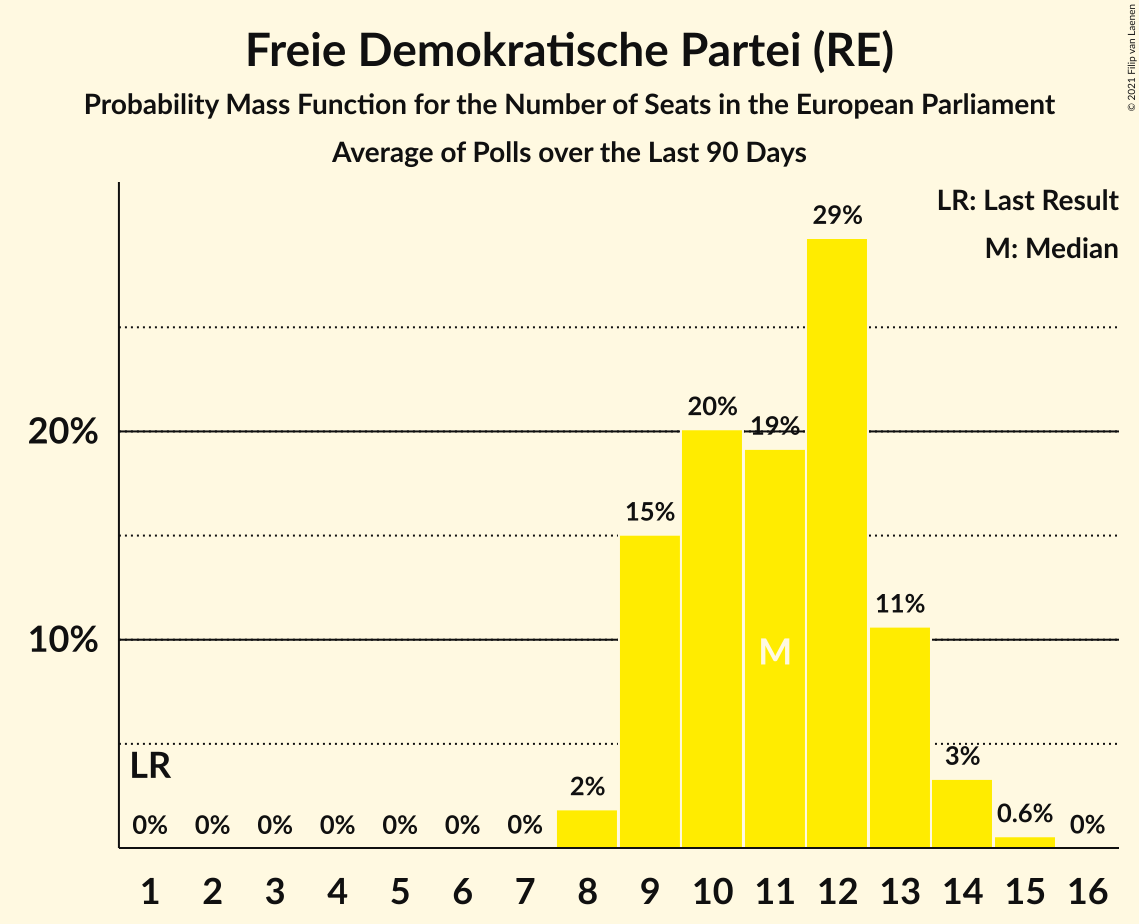 Freie Demokratische Partei (RE)
Probability Mass Function for the Number of Seats in the European Parliament
Average of Polls over the Last 90 Days
© 2021 Filip van Laenen
LR: Last Result
M: Median
29%
20%
20%
19%
15%
11%
10%
M
LR
3%
2%
0.6%
0% 0% 0% 0% 0% 0% 0% 0%
1 2 3 4 5 6 7 8 9 10 11 12 13 14 15 16